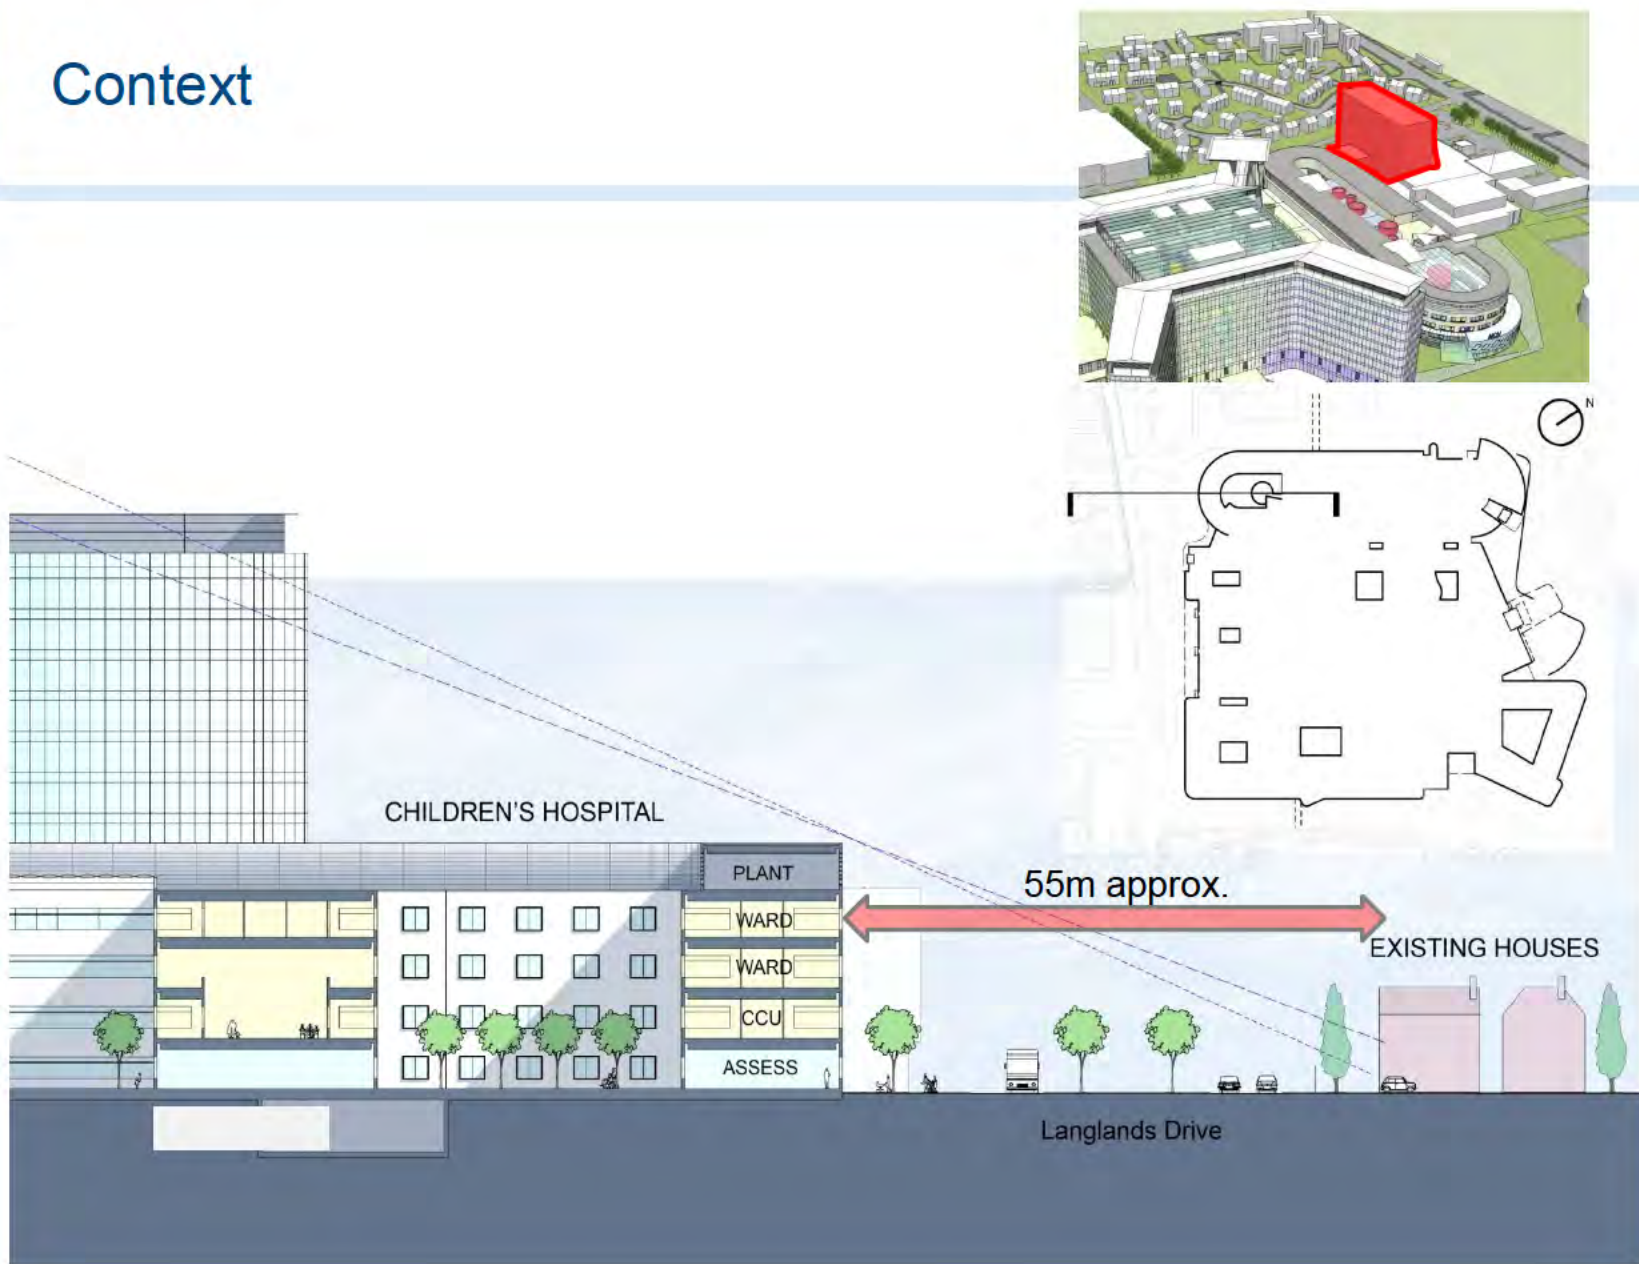 Context
N
CHILDREN'S HOSPITAL
PLANT
55m approx.
WARD
EXISTING HOUSES
WARD
CCU
ASSESS
Langlands Drive